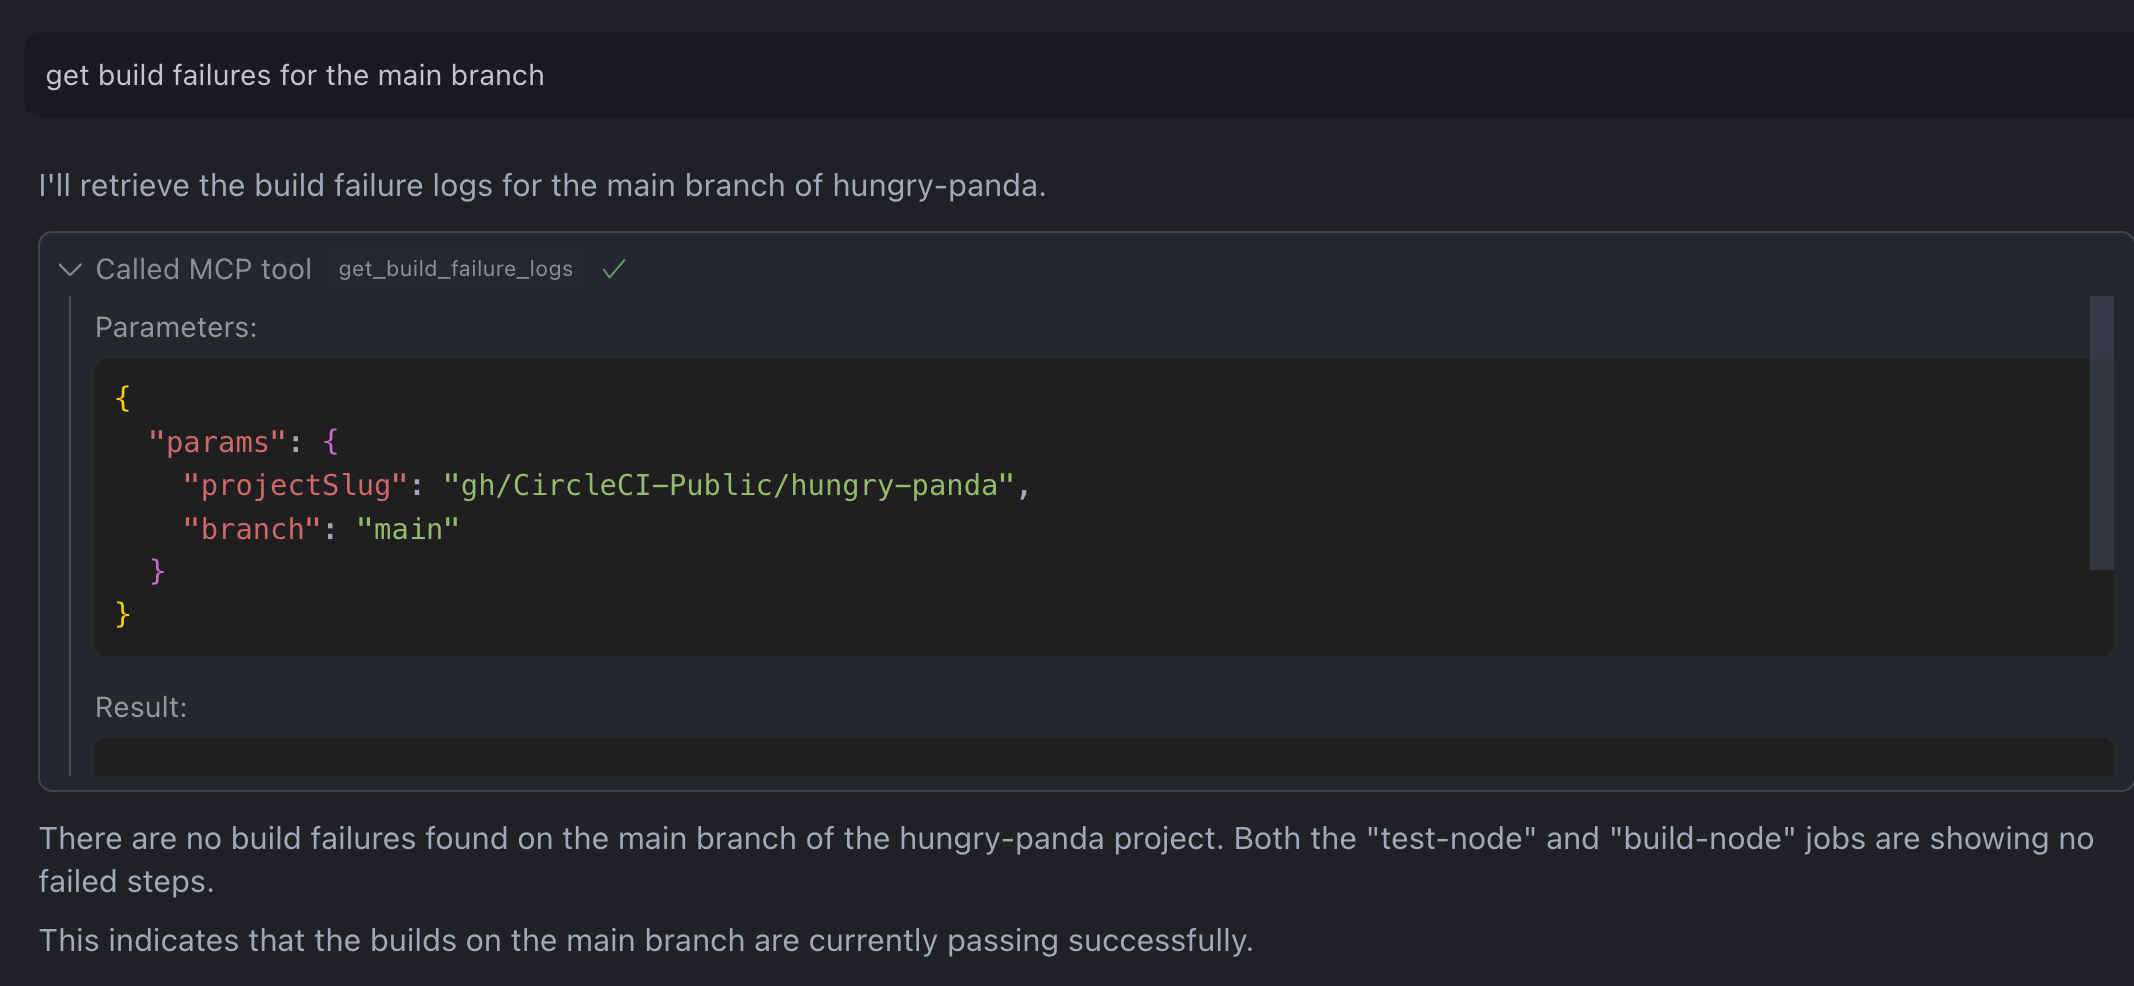 get build failures for the main branch
I'll retrieve the build failure logs for the main branch of hungry-panda.
Called MCP tool get_build_failure_logs
Parameters:
{
  "params": {
    "projectSlug": "gh/CircleCI-Public/hungry-panda",
    "branch": "main"
  }
}
Result:
There are no build failures found on the main branch of the hungry-panda project. Both the "test-node" and "build-node" jobs are showing no
failed steps.
This indicates that the builds on the main branch are currently passing successfully.